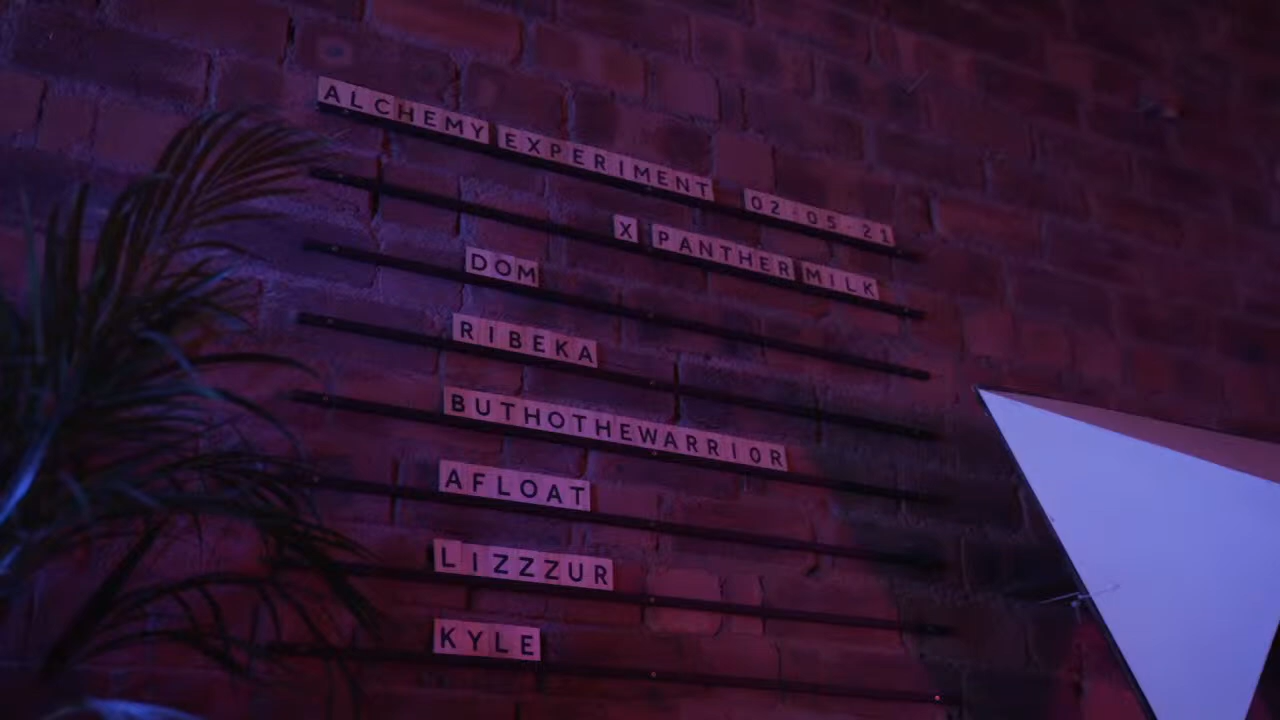 ALCHEMY EXPERIMENT 02-05-21
X PANTHER MILK
DOM
RIBEKA
BUTHOTHEWARRIOR
AFLOAT
LIZZZUR
KYLE